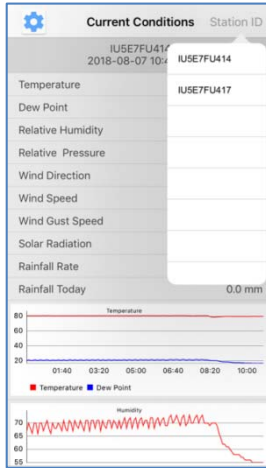 Current Conditions Station ID
IU5E7FU414
2018-08-07 10:4
IU5E7FU414
IU5E7FU417
Temperature
Dew Point
Relative Humidity
Relative Pressure
Wind Direction
Wind Speed
Wind Gust Speed
Solar Radiation
Rainfall Rate
Rainfall Today 0.0 mm
Temperature
80
60
40
20
01:40 03:20 05:00 06:40 08:20 10:00
Temperature Dew Point
Humidity
70
65
60
55